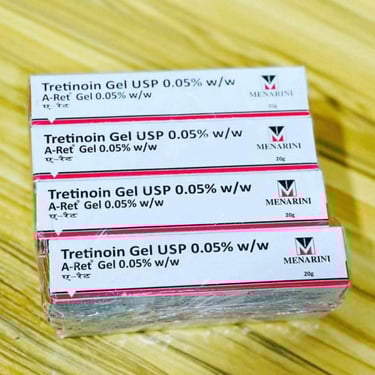 Tretinoin Gel USP 0.05% w/w
A-Ret® Gel 0.05% w/w
ए-रैट
MENARINI
20g
Tretinoin Gel USP 0.05% w/w
A-Ret® Gel 0.05% w/w
ए-रैट
MENARINI
20g
Tretinoin Gel USP 0.05% w/w
A-Ret® Gel 0.05% w/w
ए-रैट
MENARINI
20g
Tretinoin Gel USP 0.05% w/w
A-Ret® Gel 0.05% w/w
ए-रैट
MENARINI
20g